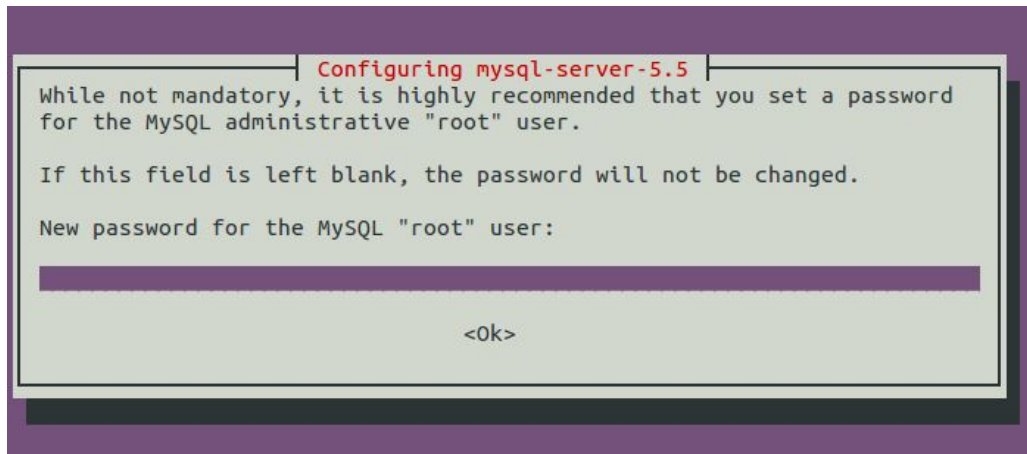 Configuring mysql-server-5.5
While not mandatory, it is highly recommended that you set a password
for the MySQL administrative "root" user.
If this field is left blank, the password will not be changed.
New password for the MySQL "root" user:
<Ok>